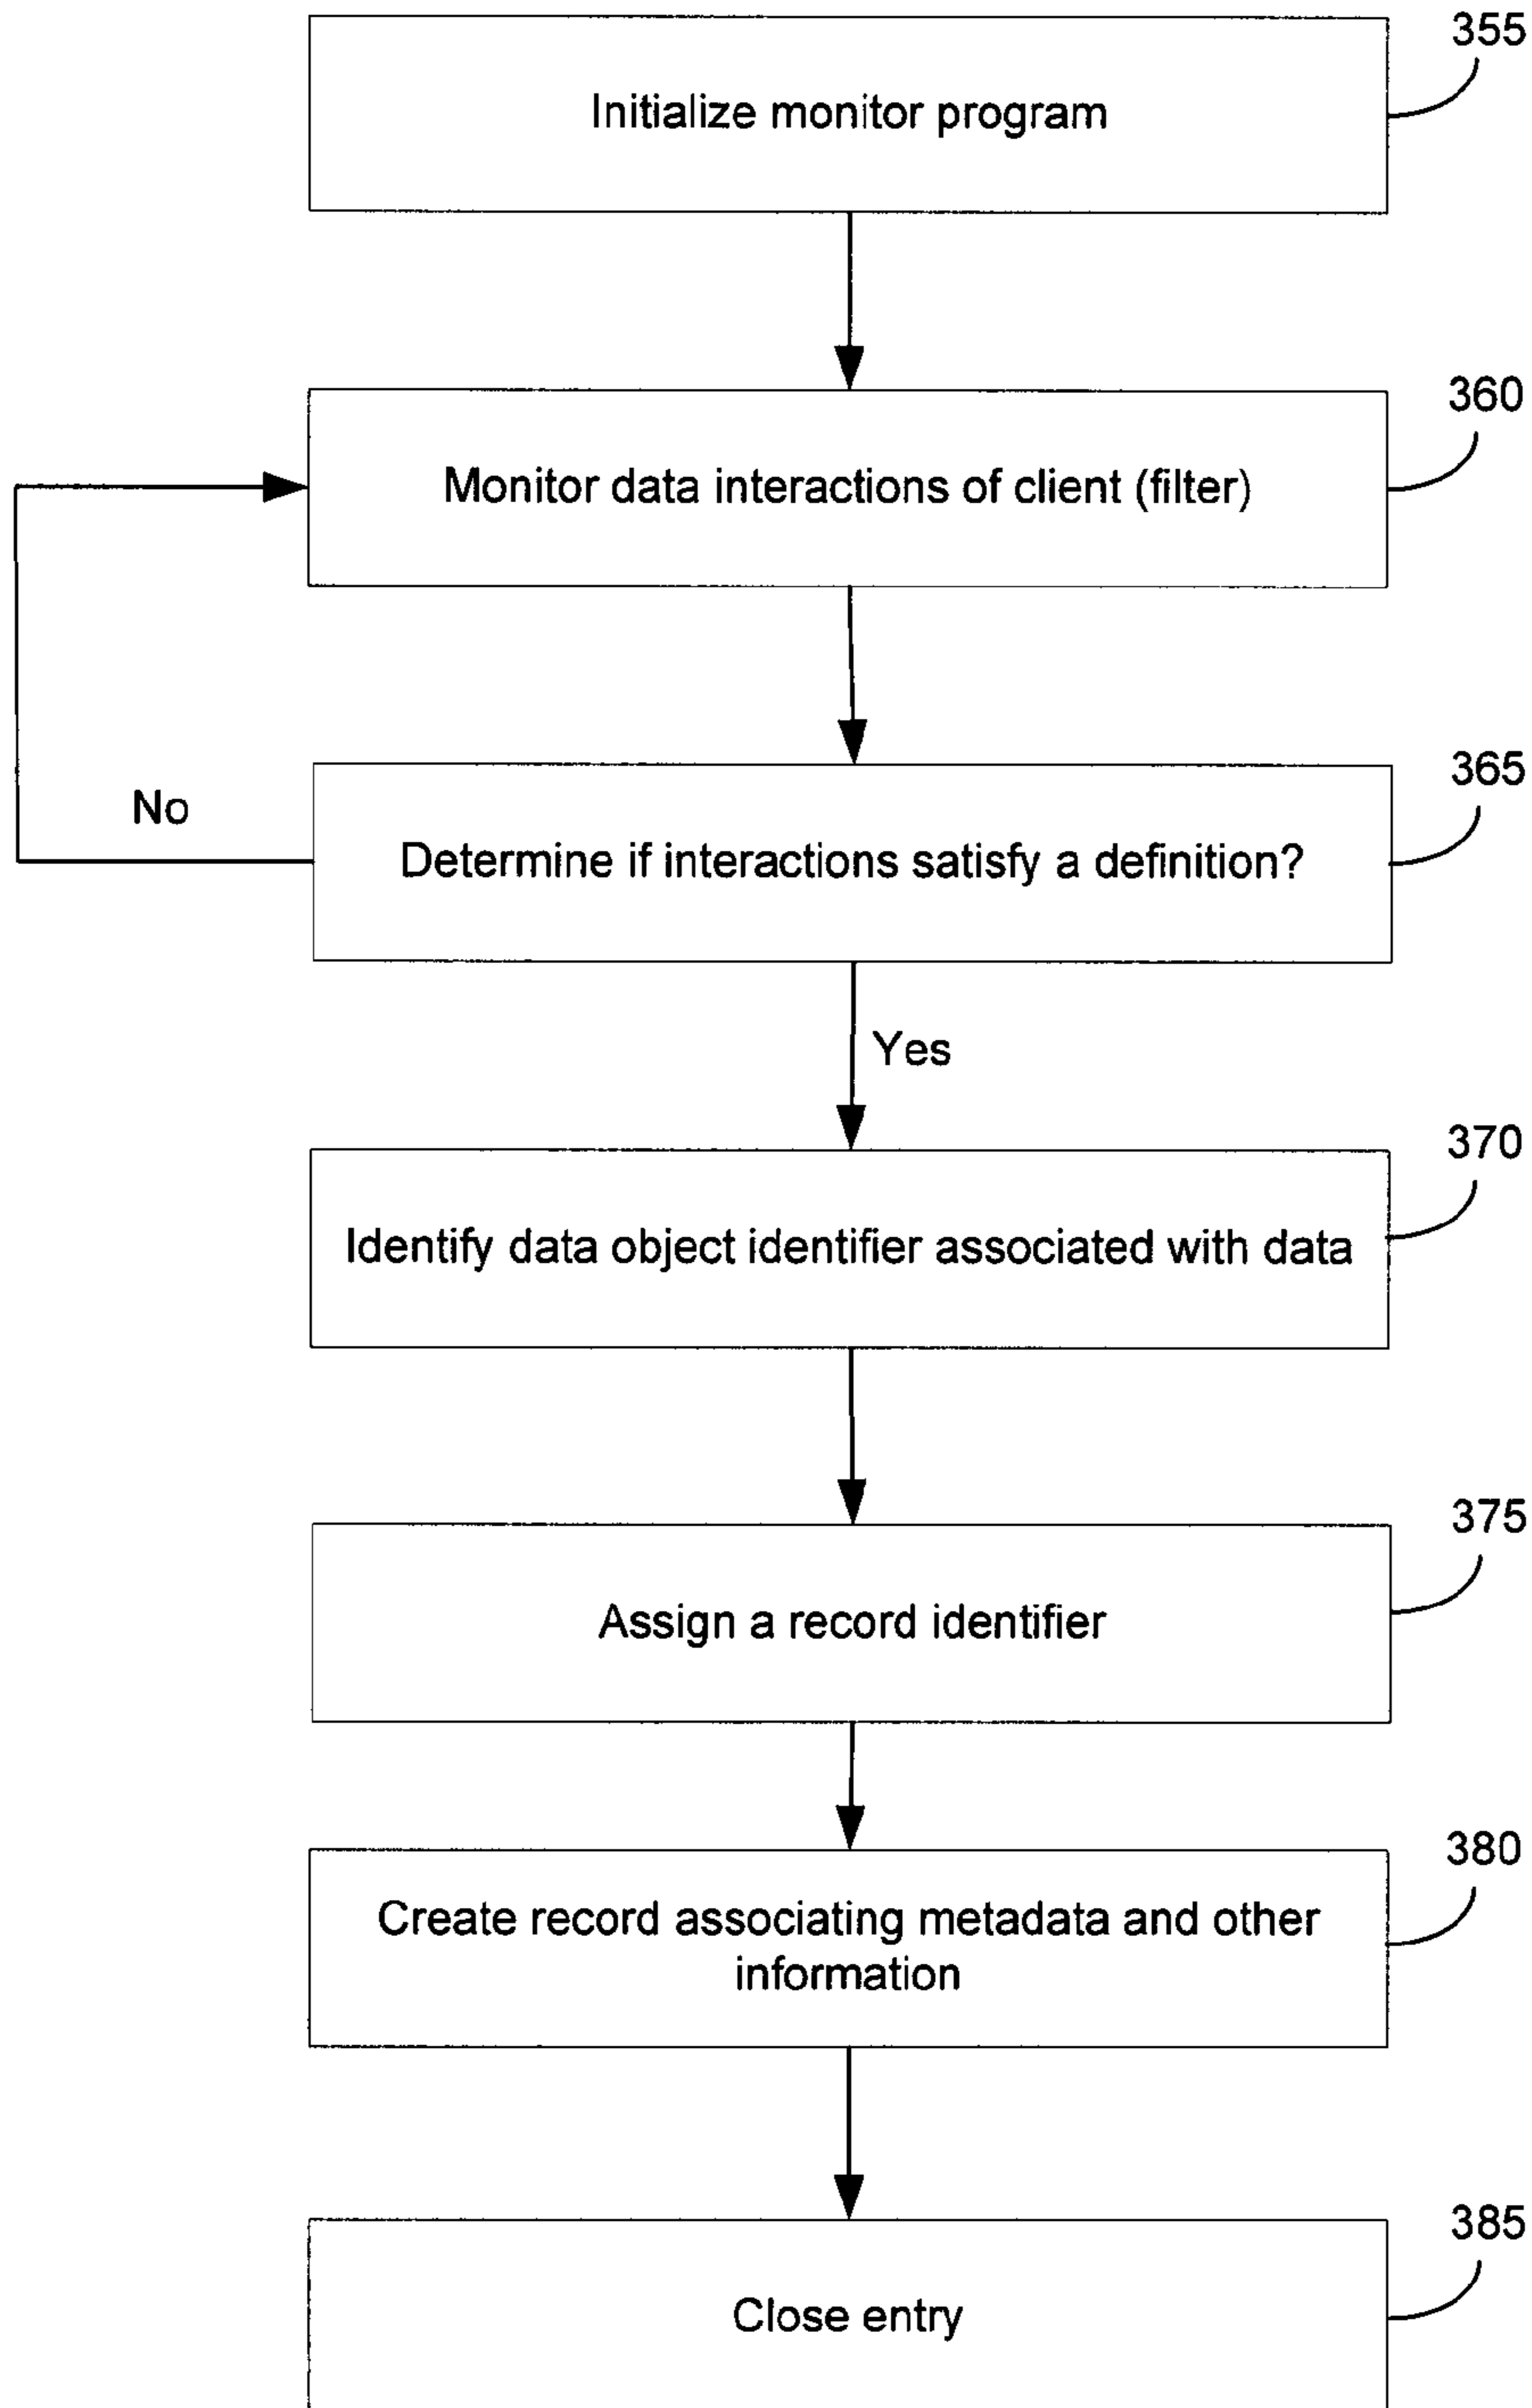 355
Initialize monitor program
360
Monitor data interactions of client (filter)
365
No
Determine if interactions satisfy a definition?
Yes
370
Identify data object identifier associated with data
375
Assign a record identifier
380
Create record associating metadata and other
information
385
Close entry